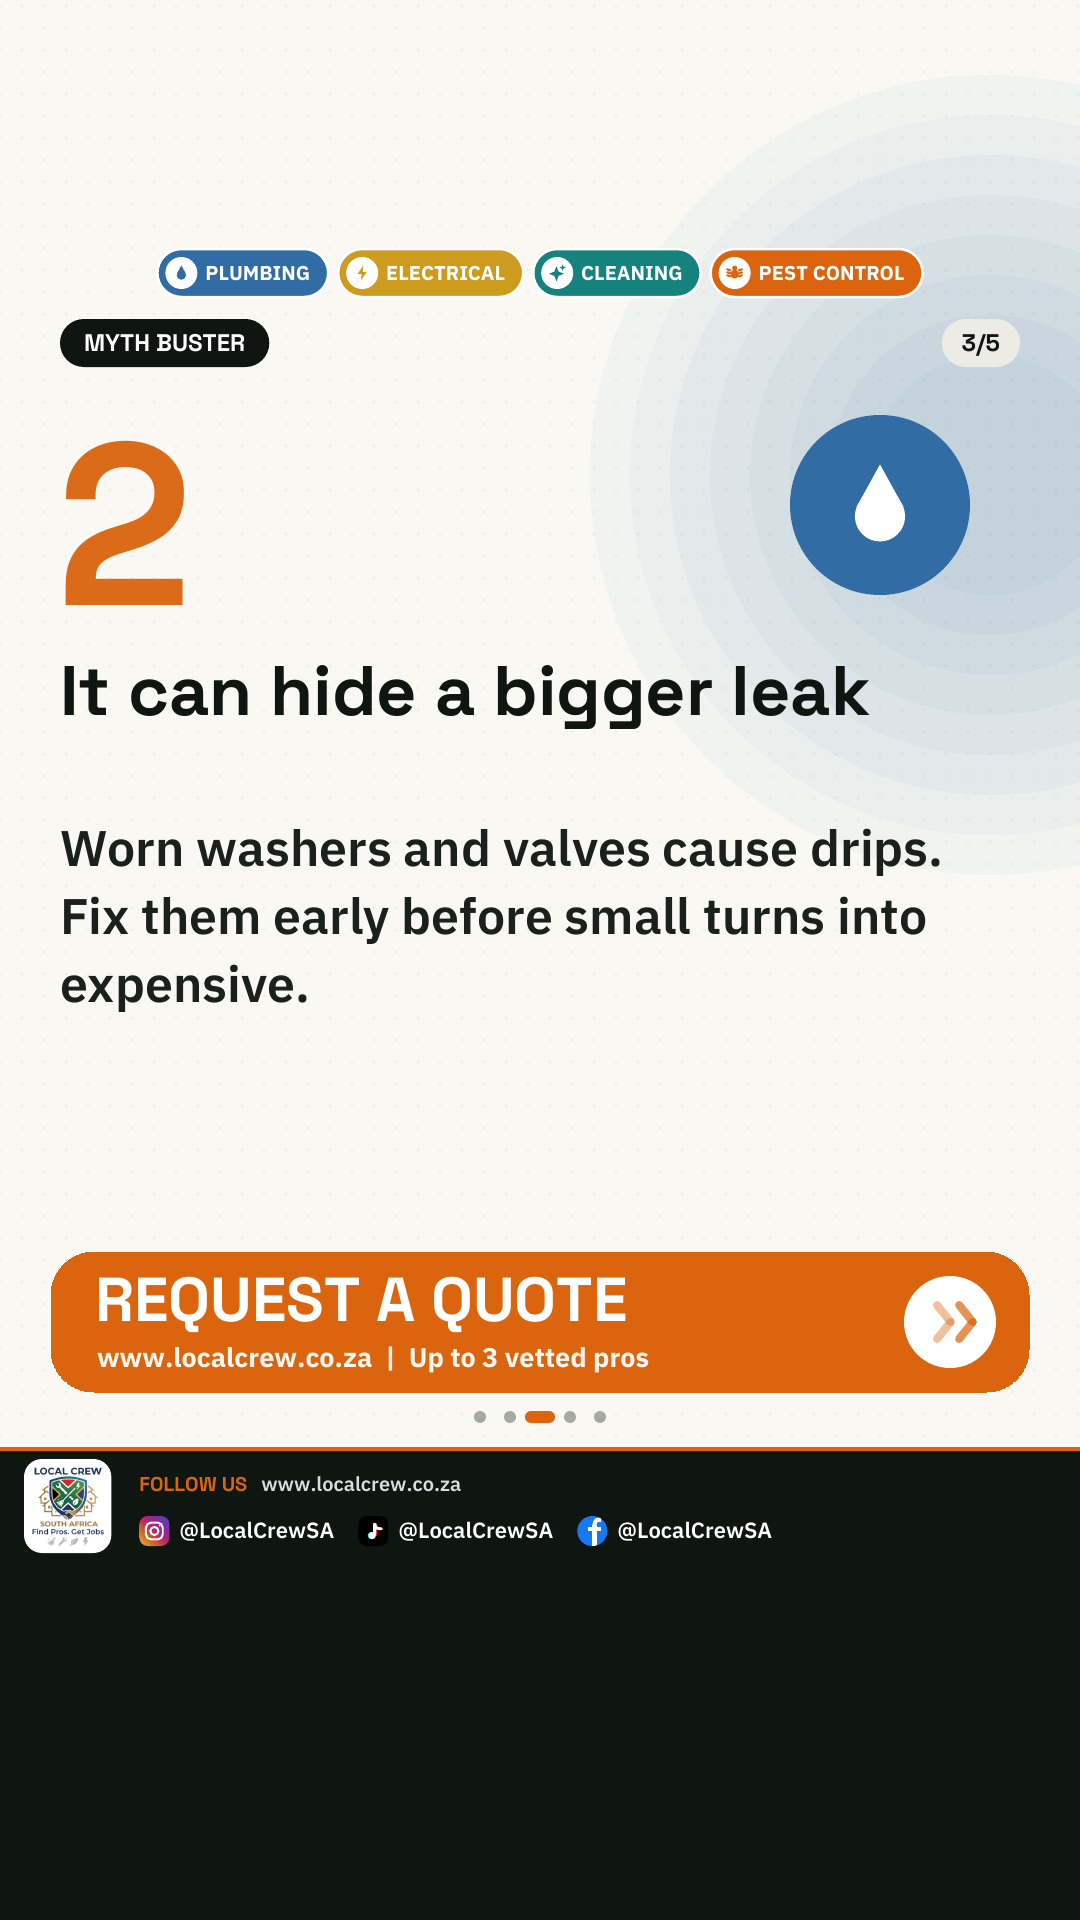 PLUMBING ELECTRICAL CLEANING PEST CONTROL
MYTH BUSTER
3/5
2
It can hide a bigger leak
Worn washers and valves cause drips.
Fix them early before small turns into
expensive.
REQUEST A QUOTE
www.localcrew.co.za | Up to 3 vetted pros
LOCAL CREW
SOUTH AFRICA
Find Pros. Get Jobs
FOLLOW US www.localcrew.co.za
@LocalCrewSA @LocalCrewSA @LocalCrewSA